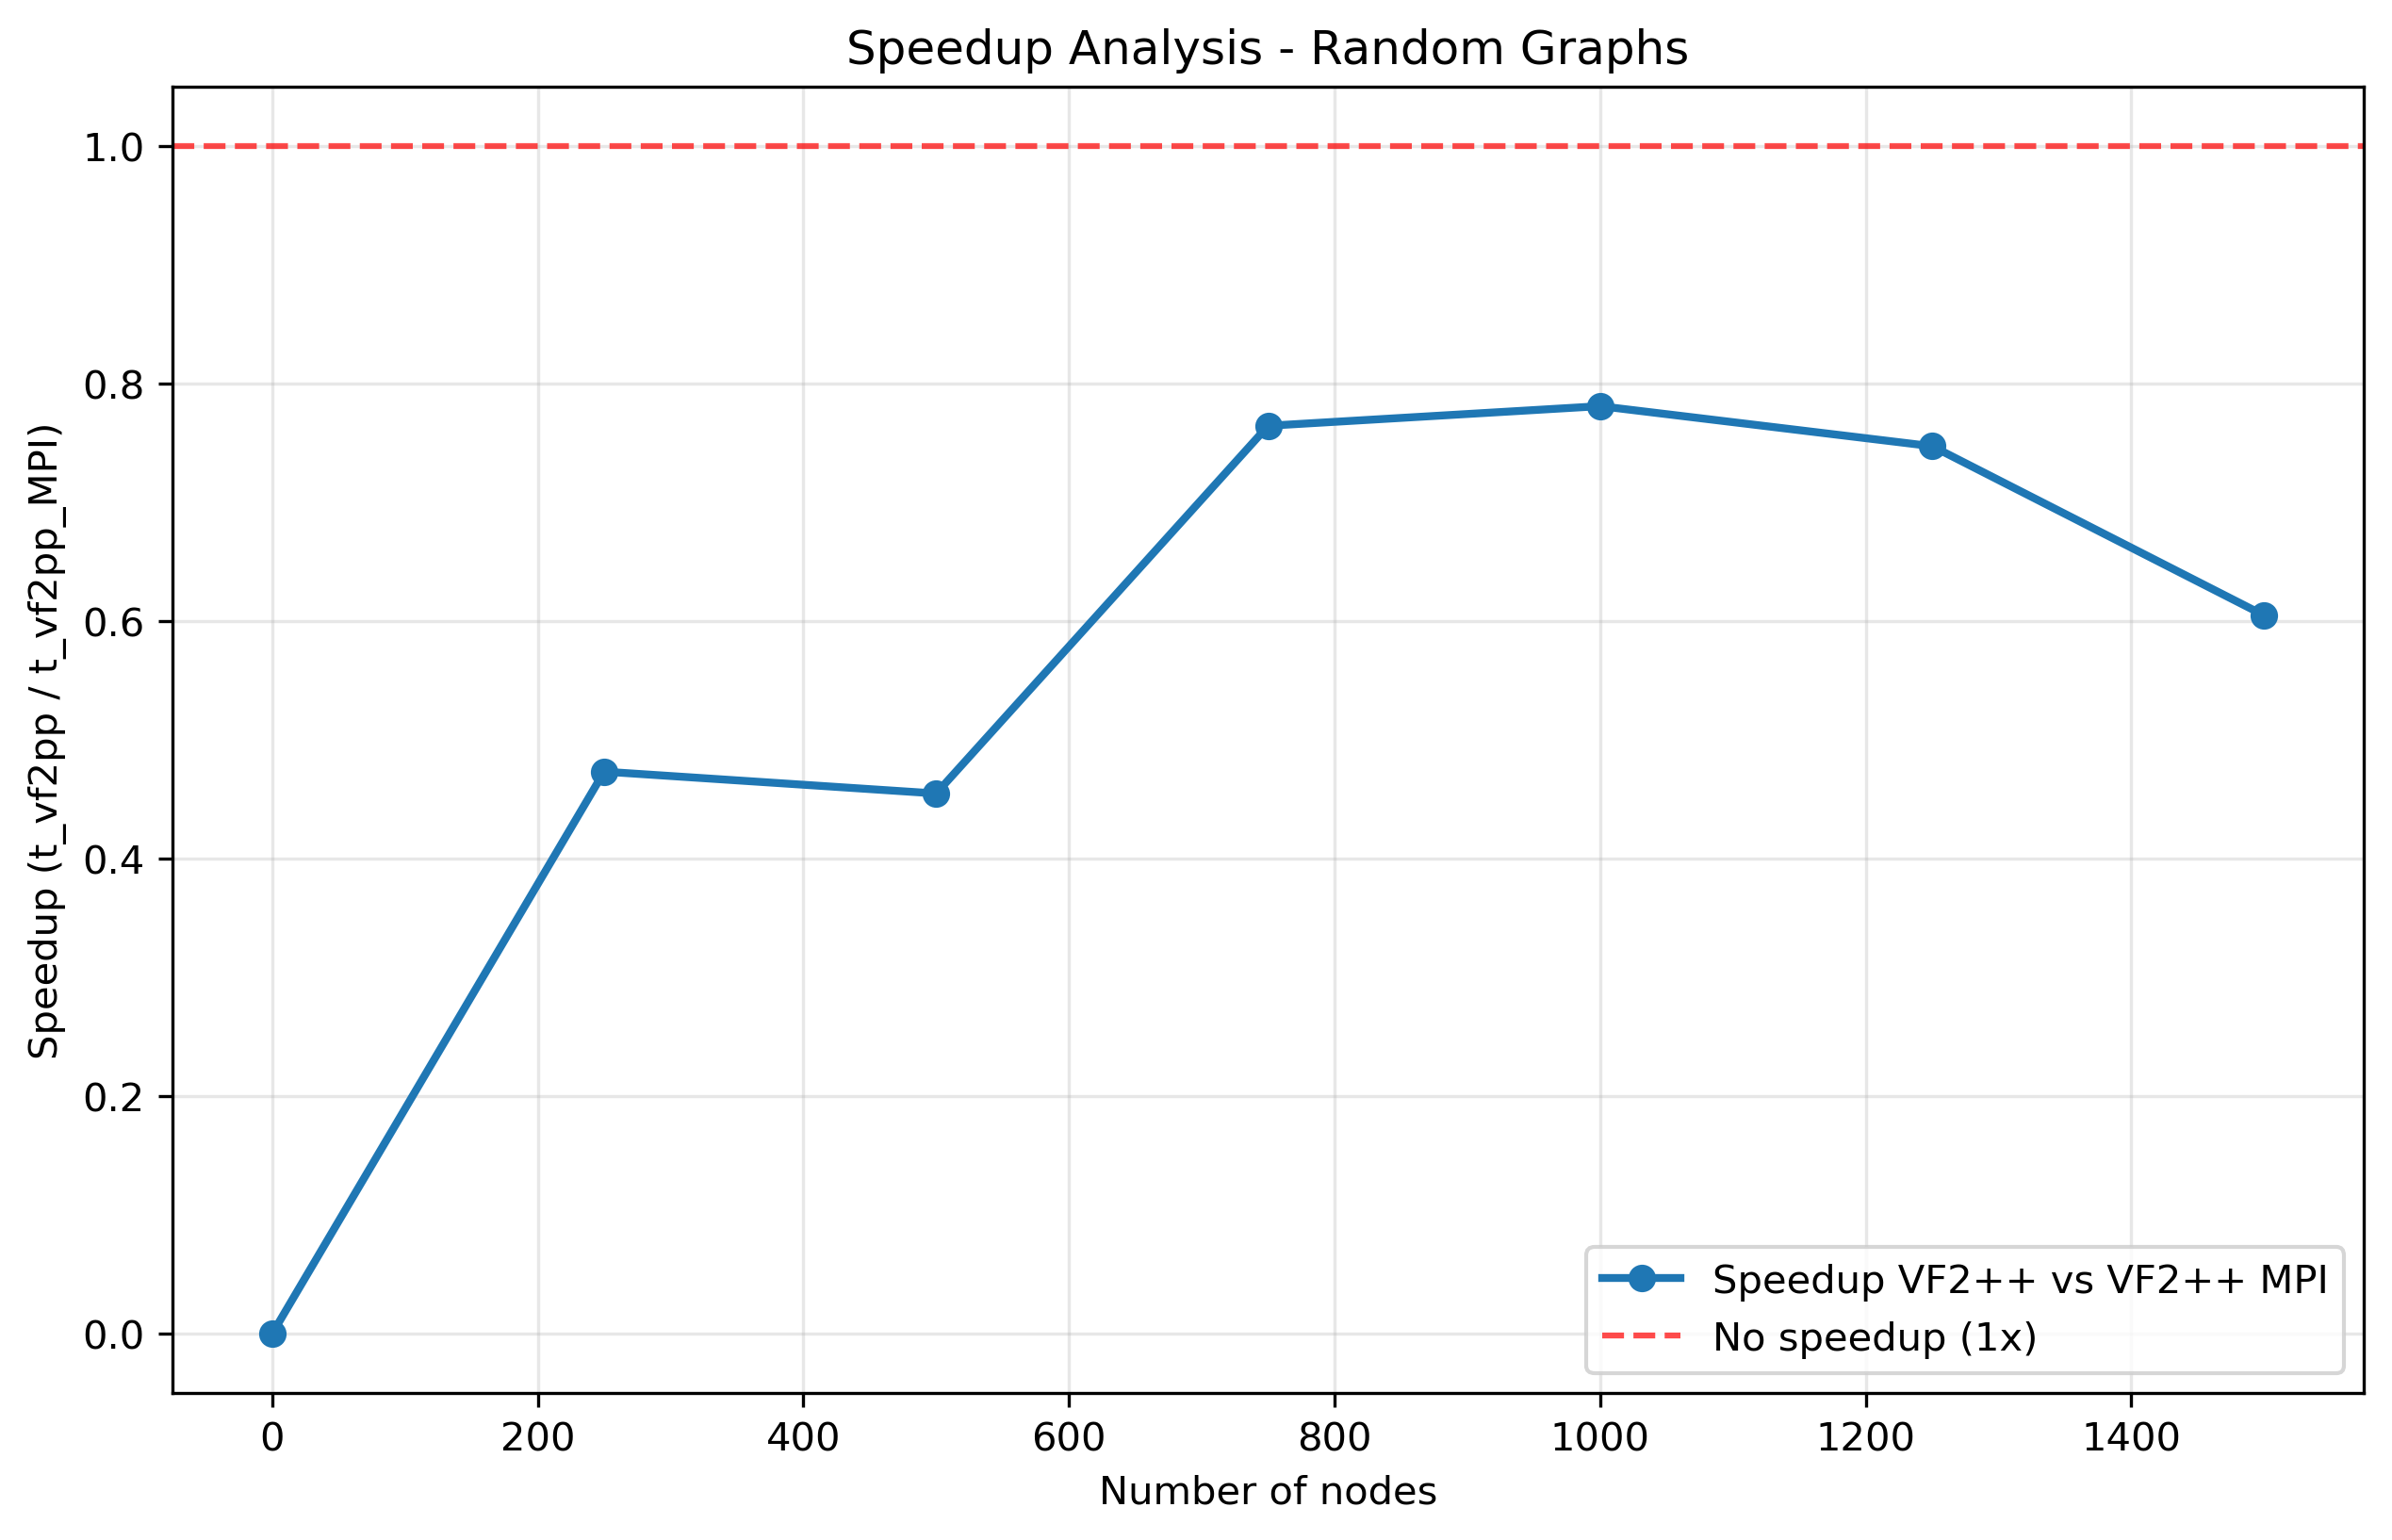 Speedup Analysis - Random Graphs
Speedup (t_vf2pp / t_vf2pp_MPI)
1.0
0.8
0.6
0.4
0.2
0.0
0 200 400 600 800 1000 1200 1400
Number of nodes
Speedup VF2++ vs VF2++ MPI
No speedup (1x)